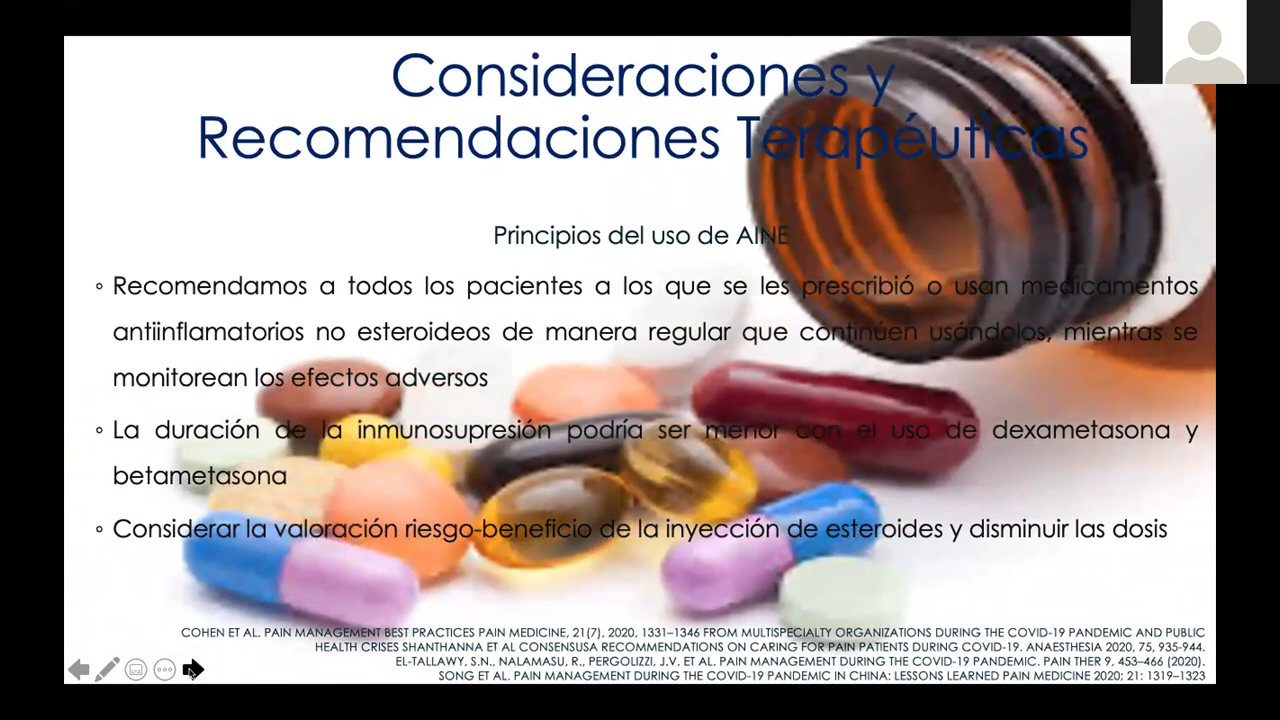 Consideraciones y
Recomendaciones Terapéuticas
Principios del uso de AINE
◦ Recomendamos a todos los pacientes a los que se les prescribió o usan medicamentos
antiinflamatorios no esteroideos de manera regular que continúen usándolos, mientras se
monitorean los efectos adversos
◦ La duración de la inmunosupresión podría ser menor con el uso de dexametasona y
betametasona
◦ Considerar la valoración riesgo-beneficio de la inyección de esteroides y disminuir las dosis
COHEN ET AL. PAIN MANAGEMENT BEST PRACTICES PAIN MEDICINE, 21(7), 2020, 1331–1346 FROM MULTISPECIALTY ORGANIZATIONS DURING THE COVID-19 PANDEMIC AND PUBLIC
HEALTH CRISES SHANTHANNA ET AL CONSENSUSA RECOMMENDATIONS ON CARING FOR PAIN PATIENTS DURING COVID-19. ANAESTHESIA 2020, 75, 935-944.
EL-TALLAWY, S.N., NALAMASU, R., PERGOLIZZI, J.V. ET AL. PAIN MANAGEMENT DURING THE COVID-19 PANDEMIC. PAIN THER 9, 453–466 (2020).
SONG ET AL. PAIN MANAGEMENT DURING THE COVID-19 PANDEMIC IN CHINA: LESSONS LEARNED PAIN MEDICINE 2020; 21: 1319–1323